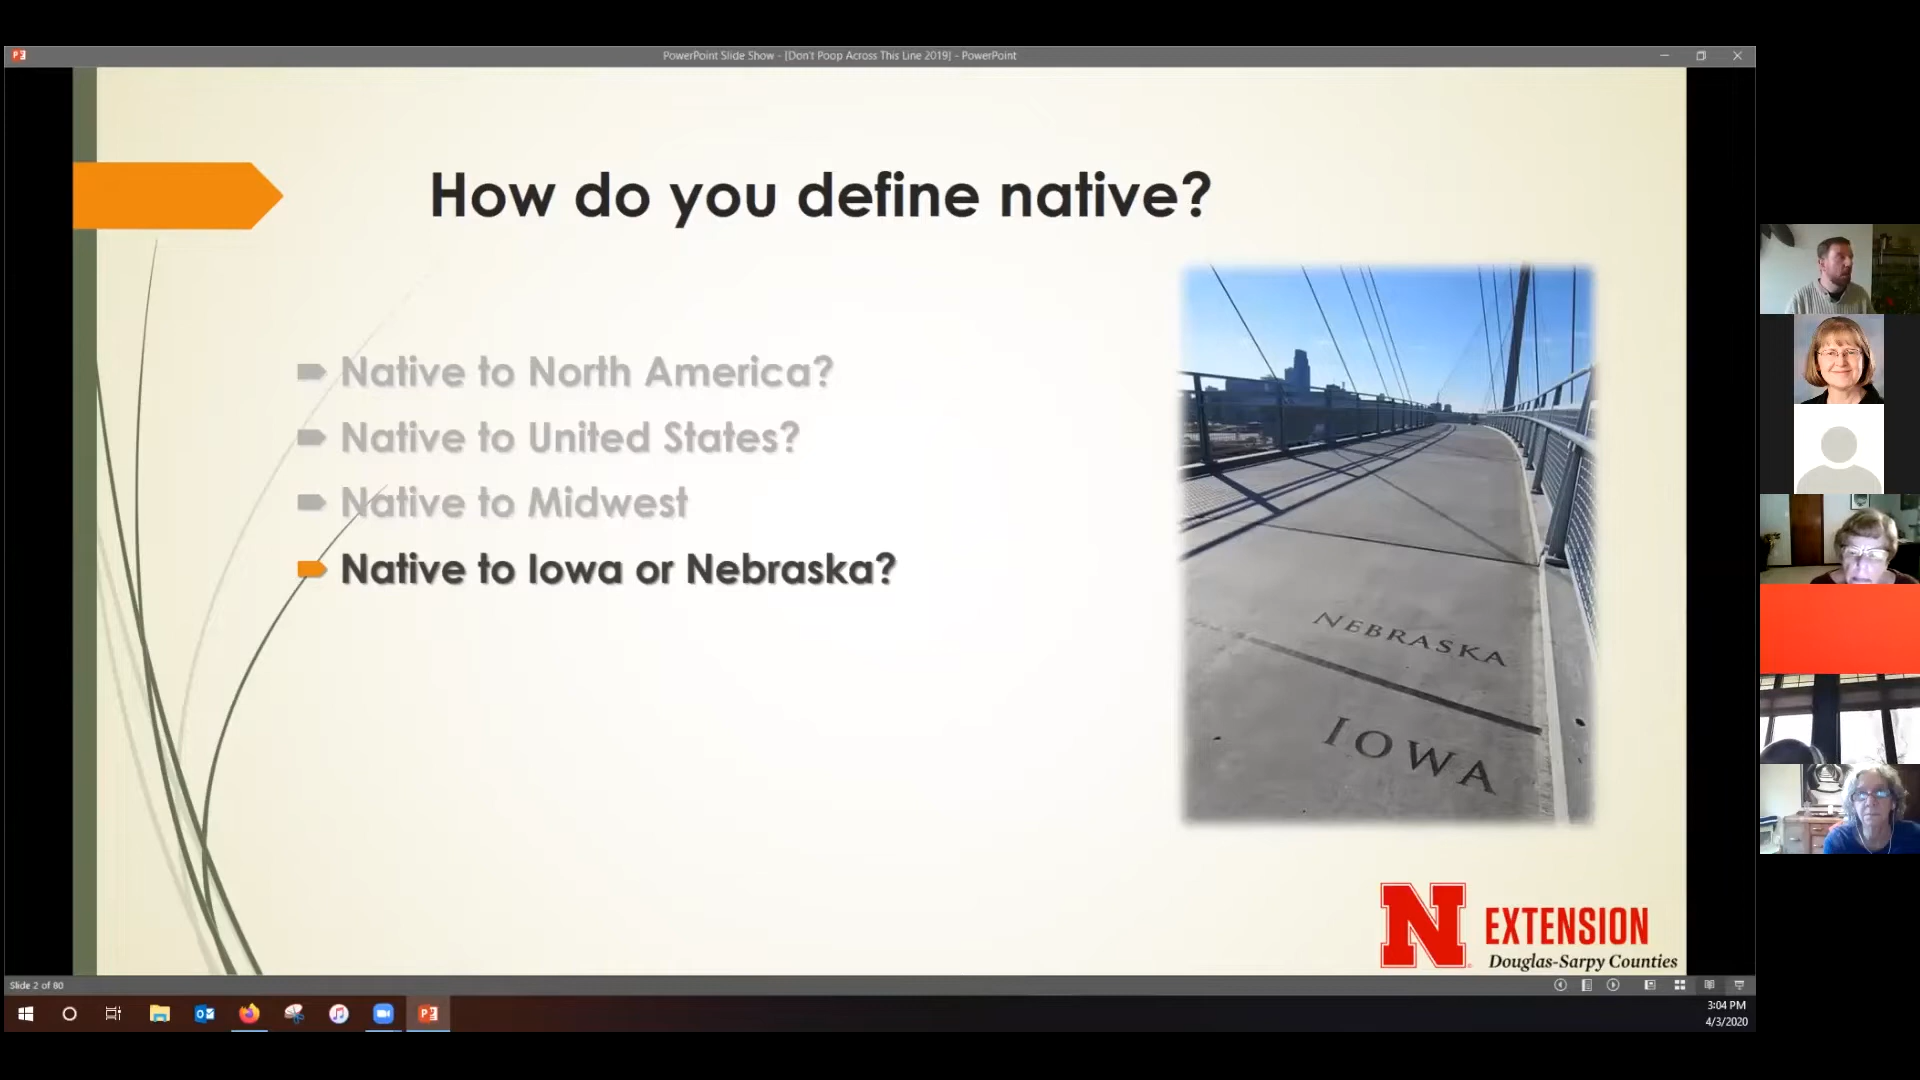 PowerPoint Slide Show - [Don't Poop Across This Line 2019] - PowerPoint
How do you define native?
Native to North America?
Native to United States?
Native to Midwest
Native to Iowa or Nebraska?
NEBRASKA
IOWA
N EXTENSION
Douglas-Sarpy Counties
Slide 2 of 80
3:04 PM
4/3/2020